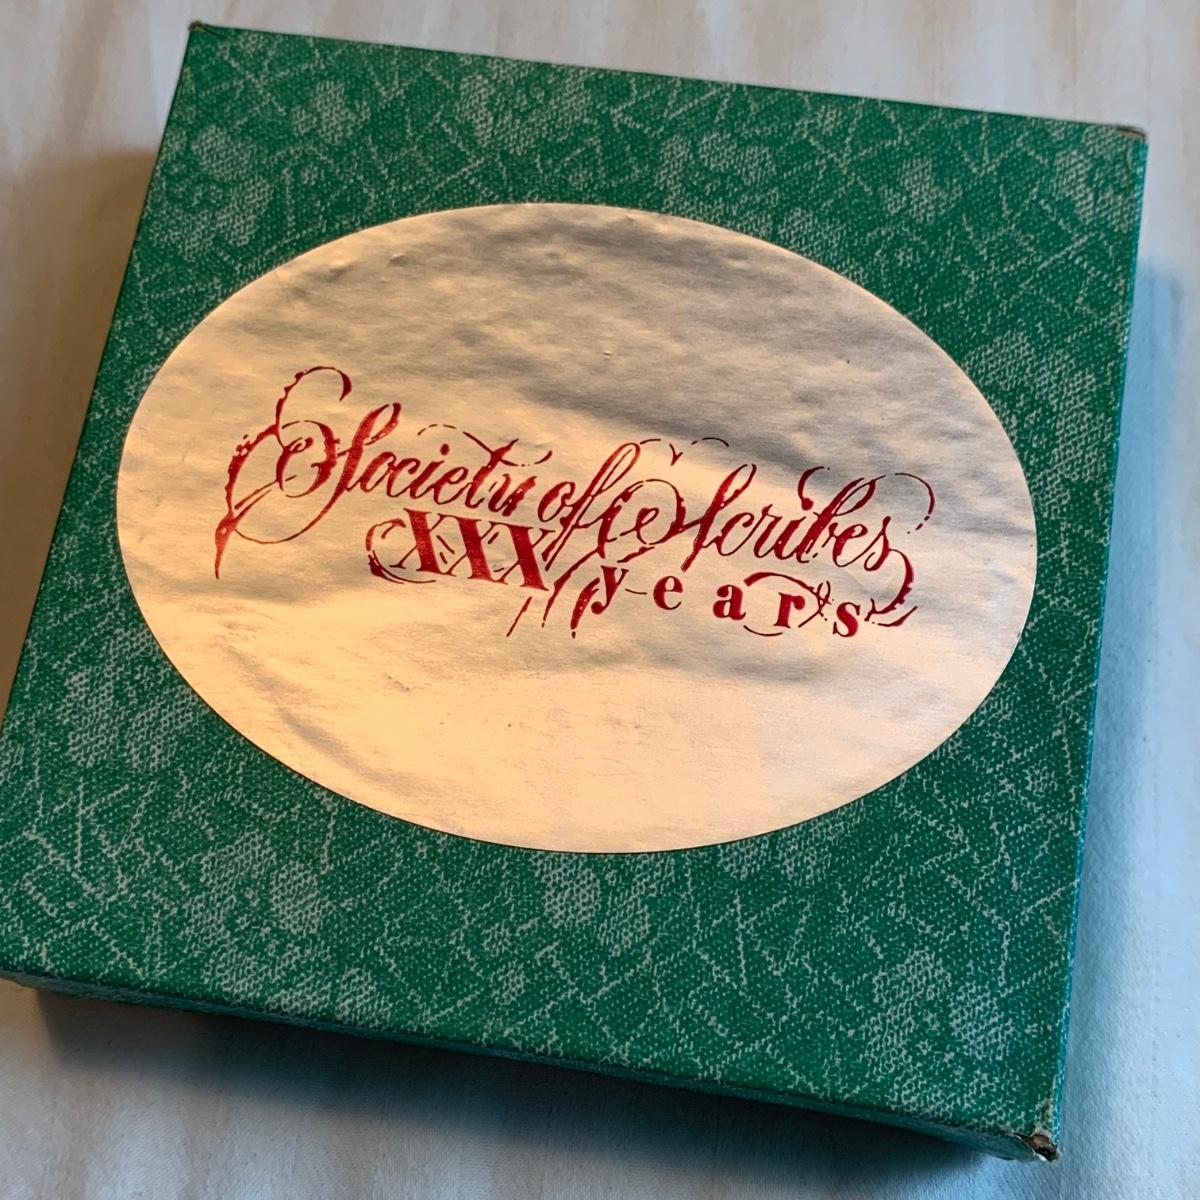 Society of Scribes
XXX years